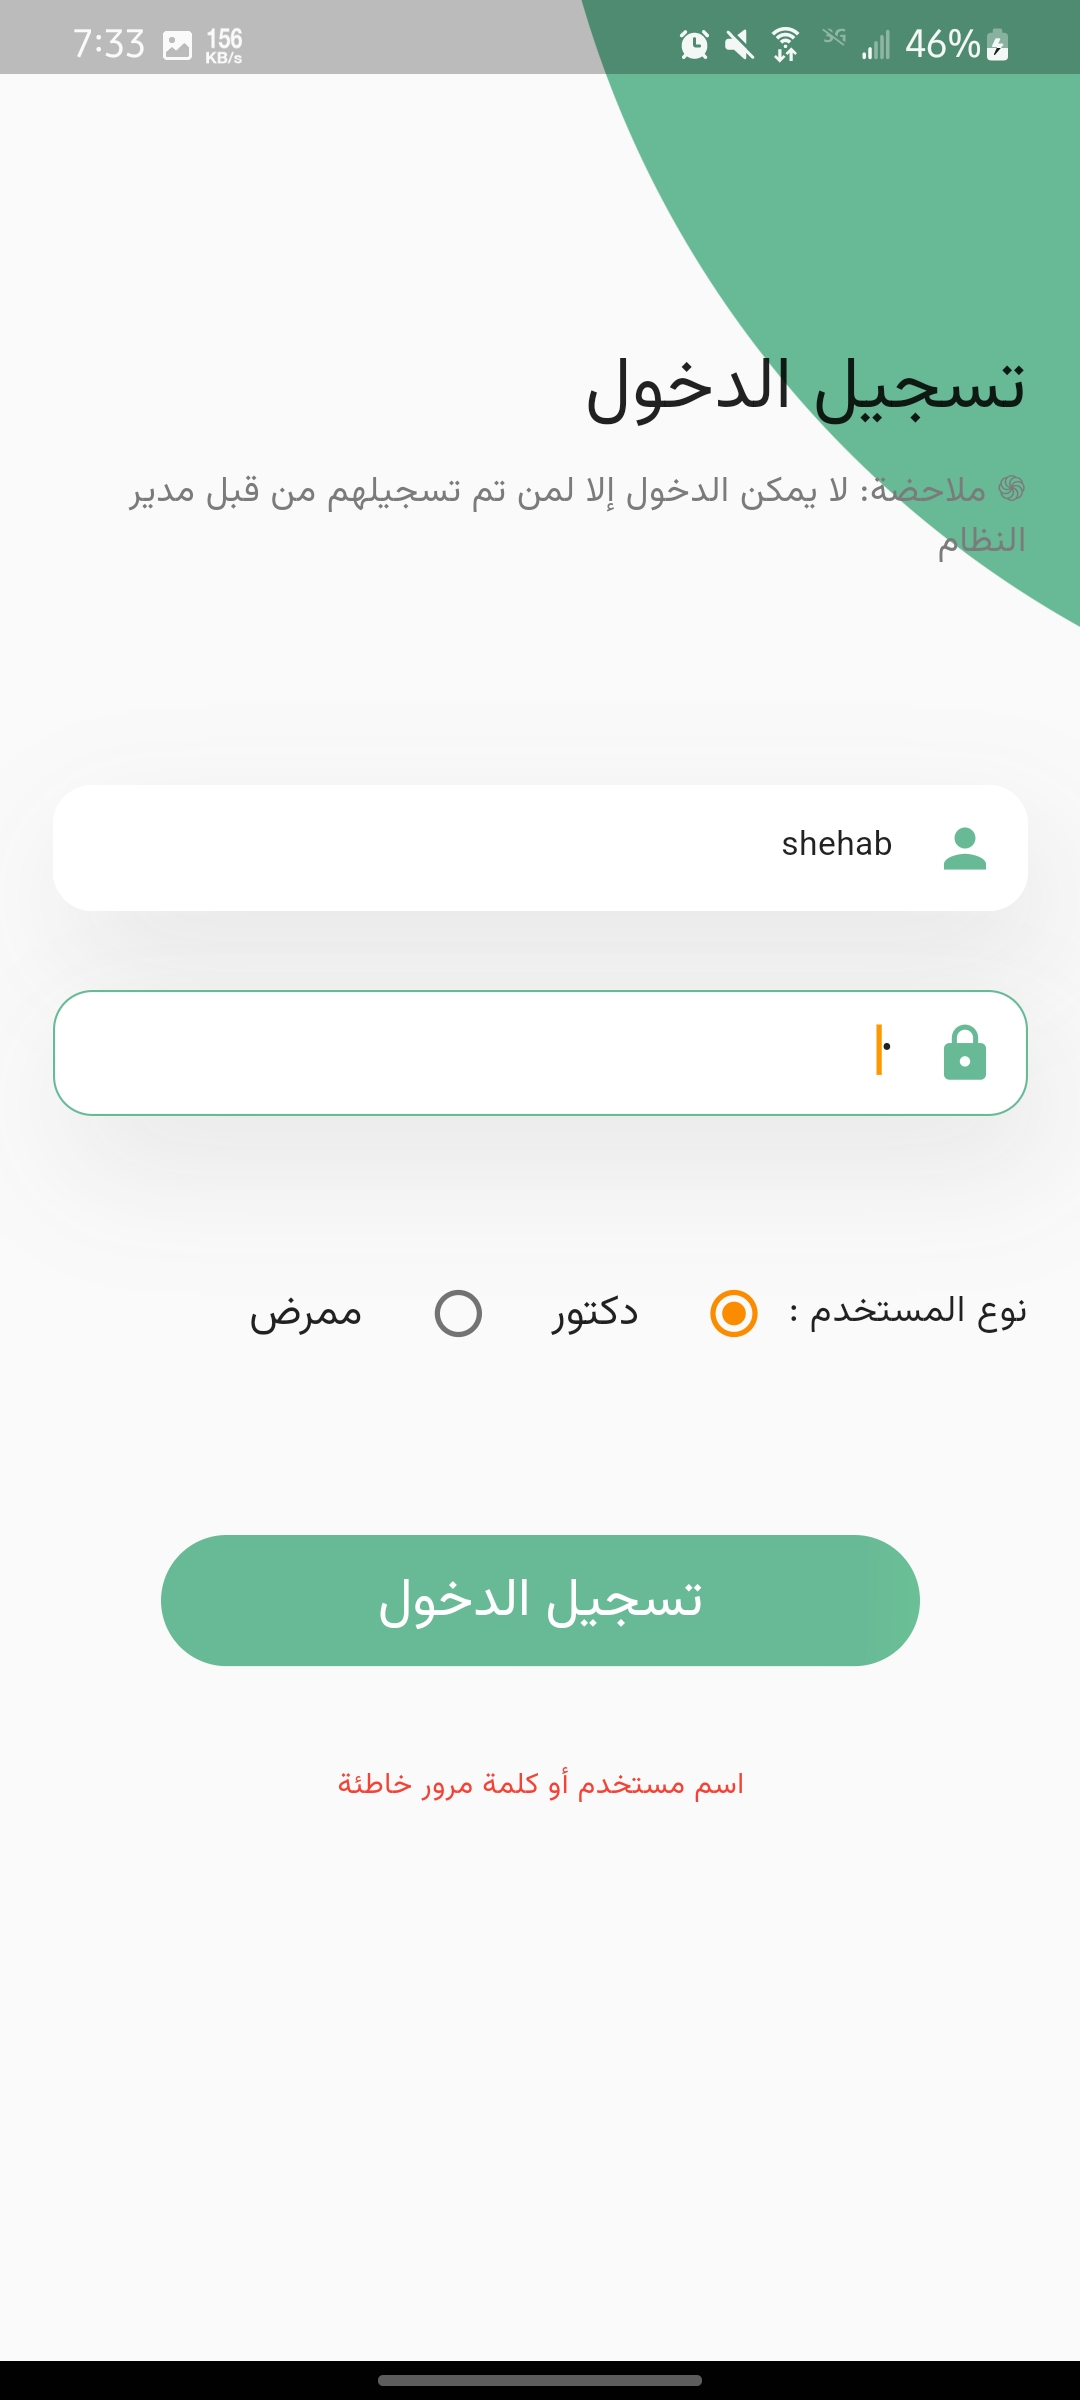 7:33 156 KB/s 46%
تسجيل الدخول
ملاحضة: لا يمكن الدخول إلا لمن تم تسجيلهم من قبل مدير
النظام
shehab
نوع المستخدم : دكتور ممرض
تسجيل الدخول
اسم مستخدم أو كلمة مرور خاطئة